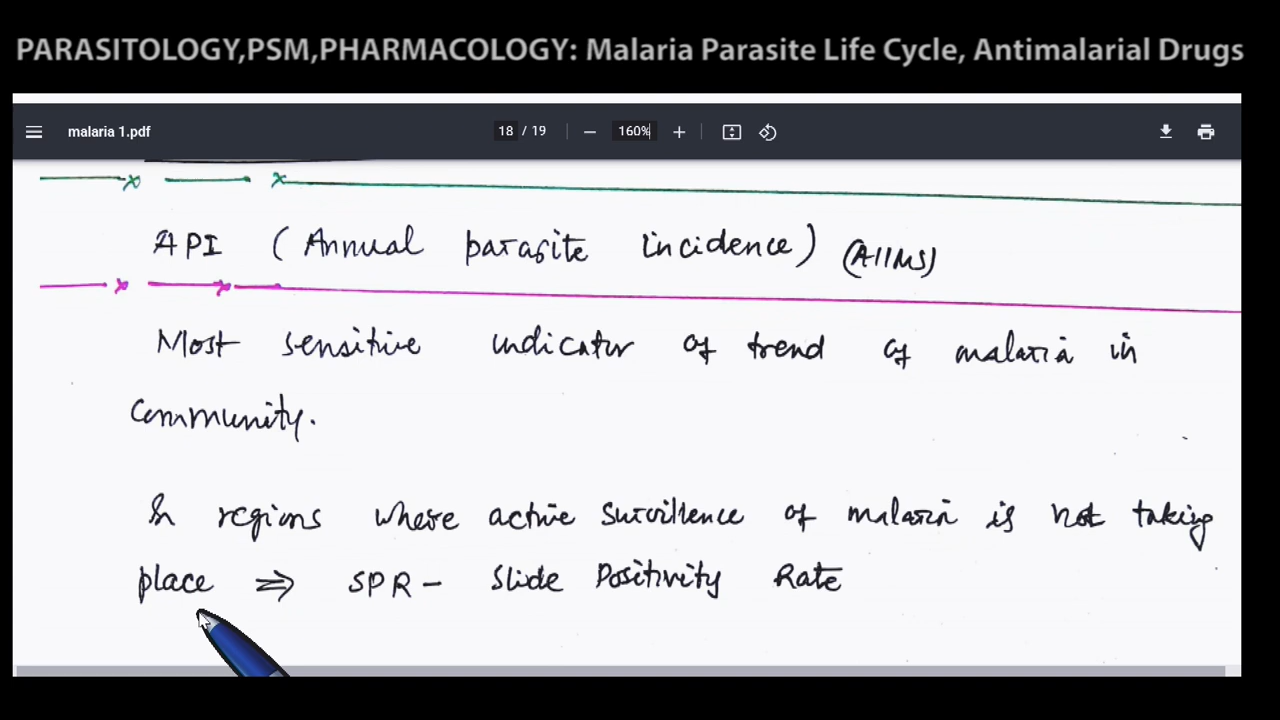 PARASITOLOGY,PSM,PHARMACOLOGY: Malaria Parasite Life Cycle, Antimalarial Drugs
malaria 1.pdf 18 / 19 160%
API (Annual parasite incidence) (AIIMS)
Most sensitive indicator of trend of malaria in
community.
In regions where active survillence of malaria is not taking
place ⇒ SPR - Slide Positivity Rate